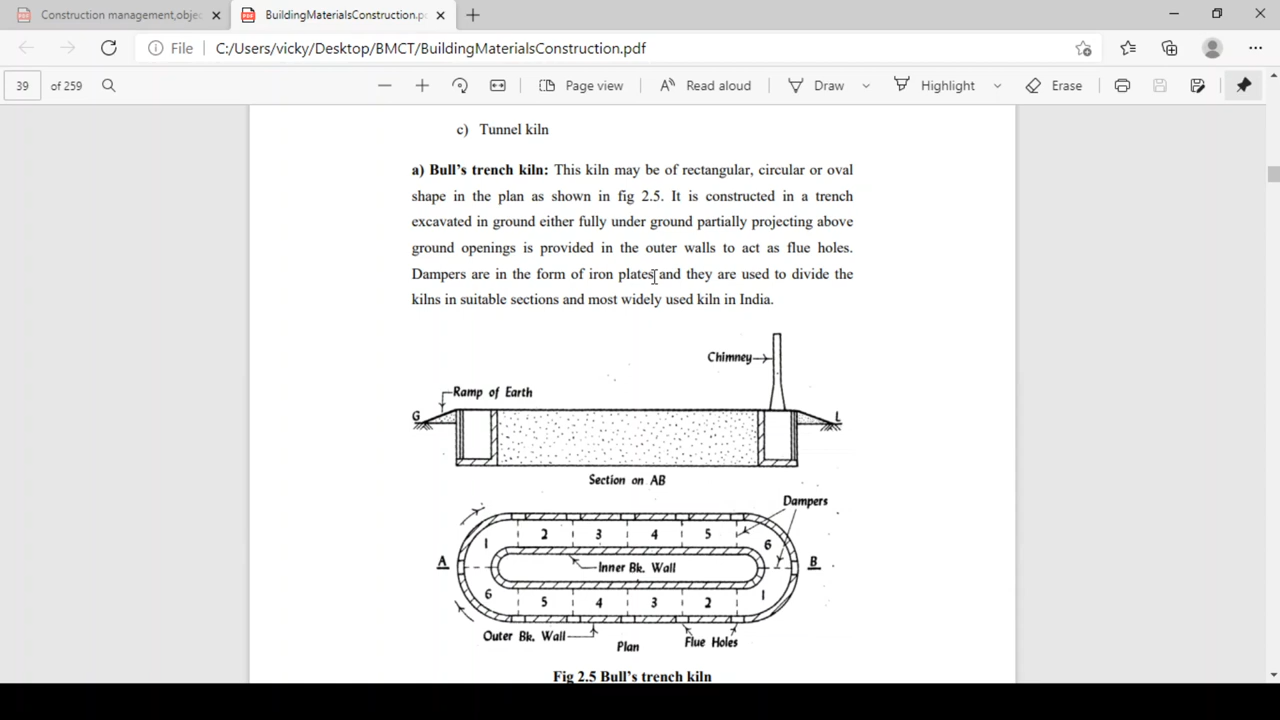 Construction management,objec
BuildingMaterialsConstruction.pd
File
C:/Users/vicky/Desktop/BMCT/BuildingMaterialsConstruction.pdf
39 of 259
Page view
Read aloud
Draw
Highlight
Erase
c) Tunnel kiln
a) Bull's trench kiln: This kiln may be of rectangular, circular or oval
shape in the plan as shown in fig 2.5. It is constructed in a trench
excavated in ground either fully under ground partially projecting above
ground openings is provided in the outer walls to act as flue holes.
Dampers are in the form of iron plates and they are used to divide the
kilns in suitable sections and most widely used kiln in India.
Chimney
Ramp of Earth
G
L
Section on AB
Dampers
1 2 3 4 5 6
A
Inner Bk. Wall
B
6 5 4 3 2 1
Outer Bk. Wall
Flue Holes
Plan
Fig 2.5 Bull's trench kiln